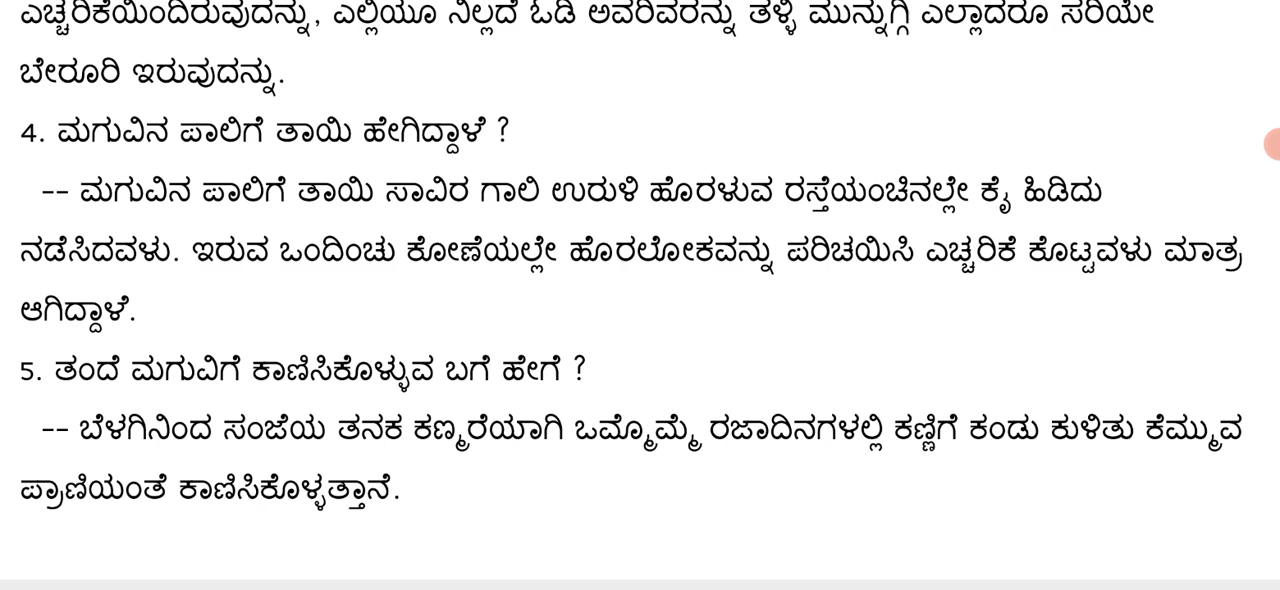 ಎಚ್ಚರಿಕೆಯಿಂದಿರುವುದನ್ನು, ಎಲ್ಲಿಯೂ ನಿಲ್ಲದೆ ಓಡಿ ಅವರಿವರನ್ನು ತಳ್ಳಿ ಮುನ್ನುಗ್ಗಿ ಎಲ್ಲಾದರೂ ಸರಿಯೇ
ಬೇರೂರಿ ಇರುವುದನ್ನು.
4. ಮಗುವಿನ ಪಾಲಿಗೆ ತಾಯಿ ಹೇಗಿದ್ದಾಳೆ ?
-- ಮಗುವಿನ ಪಾಲಿಗೆ ತಾಯಿ ಸಾವಿರ ಗಾಲಿ ಉರುಳಿ ಹೊರಳುವ ರಸ್ತೆಯಂಚಿನಲ್ಲೇ ಕೈ ಹಿಡಿದು
ನಡೆಸಿದವಳು. ಇರುವ ಒಂದಿಂಚು ಕೋಣೆಯಲ್ಲೇ ಹೊರಲೋಕವನ್ನು ಪರಿಚಯಿಸಿ ಎಚ್ಚರಿಕೆ ಕೊಟ್ಟವಳು ಮಾತ್ರ
ಆಗಿದ್ದಾಳೆ.
5. ತಂದೆ ಮಗುವಿಗೆ ಕಾಣಿಸಿಕೊಳ್ಳುವ ಬಗೆ ಹೇಗೆ ?
-- ಬೆಳಗಿನಿಂದ ಸಂಜೆಯ ತನಕ ಕಣ್ಮರೆಯಾಗಿ ಒಮ್ಮೊಮ್ಮೆ ರಜಾದಿನಗಳಲ್ಲಿ ಕಣ್ಣಿಗೆ ಕಂಡು ಕುಳಿತು ಕೆಮ್ಮುವ
ಪ್ರಾಣಿಯಂತೆ ಕಾಣಿಸಿಕೊಳ್ಳತ್ತಾನೆ.